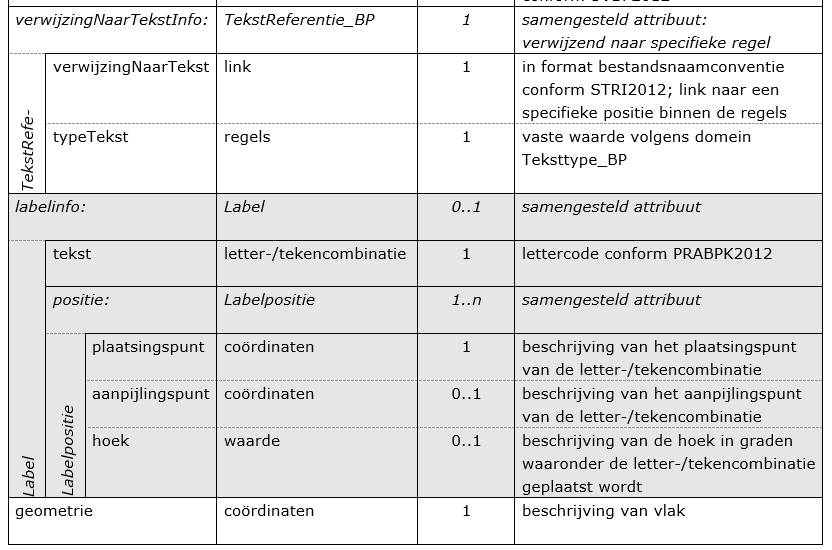 verwijzingNaarTekstInfo: TekstReferentie_BP 1 samengesteld attribuut:
verwijzend naar specifieke regel
verwijzingNaarTekst link 1 in format bestandsnaamconventie
conform STRI2012; link naar een
specifieke positie binnen de regels
typeTekst regels 1 vaste waarde volgens domein
Teksttype_BP
TekstRefe-
labelinfo: Label 0..1 samengesteld attribuut
tekst letter-/tekencombinatie 1 lettercode conform PRABPK2012
positie: Labelpositie 1..n samengesteld attribuut
plaatsingspunt coördinaten 1 beschrijving van het plaatsingspunt
van de letter-/tekencombinatie
aanpijlingspunt coördinaten 0..1 beschrijving van het aanpijlingspunt
van de letter-/tekencombinatie
hoek waarde 0..1 beschrijving van de hoek in graden
waaronder de letter-/tekencombinatie
geplaatst wordt
Label
Labelpositie
geometrie coördinaten 1 beschrijving van vlak